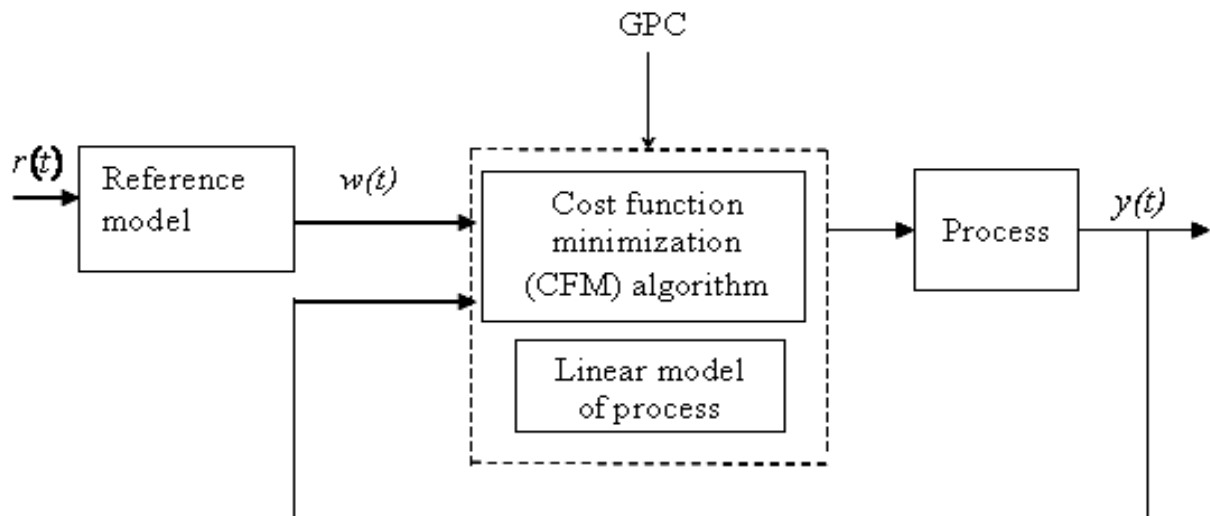 GPC
r(t)
Reference
model
w(t)
Cost function
minimization
(CFM) algorithm
Linear model
of process
Process
y(t)